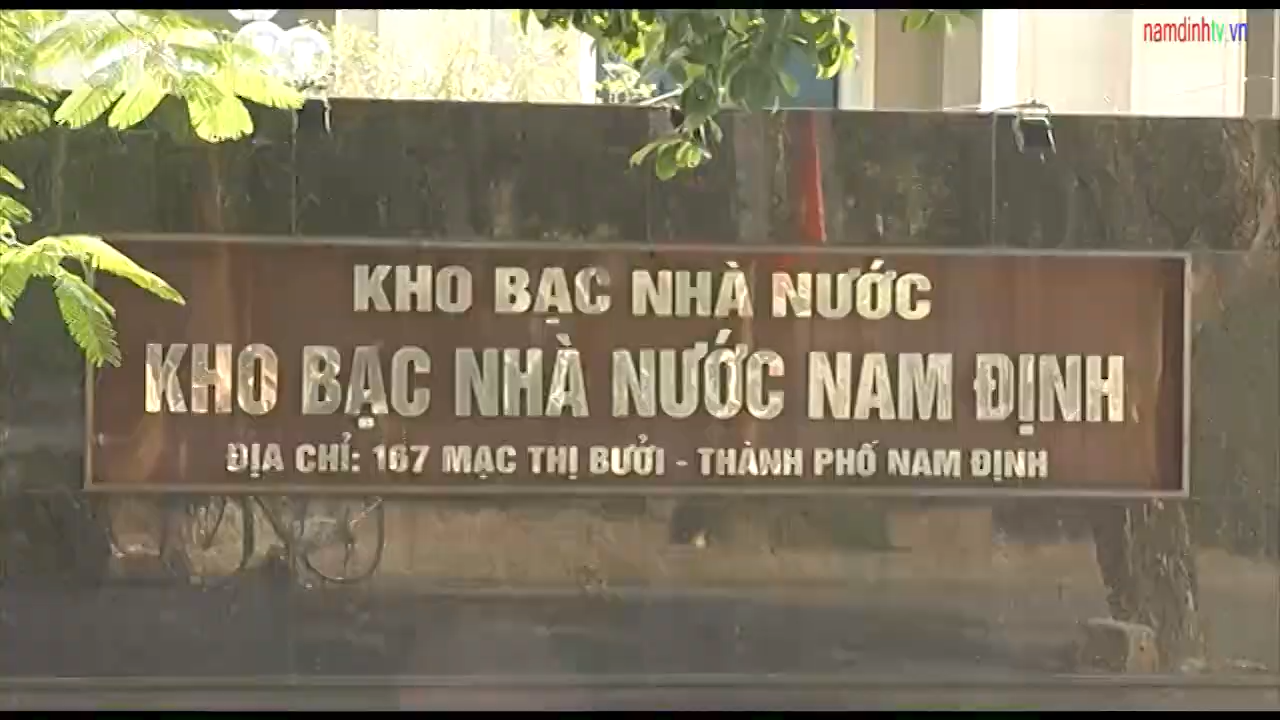 namdinhtv.vn
KHO BẠC NHÀ NƯỚC
KHO BẠC NHÀ NƯỚC NAM ĐỊNH
ĐỊA CHỈ: 167 MẠC THỊ BƯỞI - THÀNH PHỐ NAM ĐỊNH